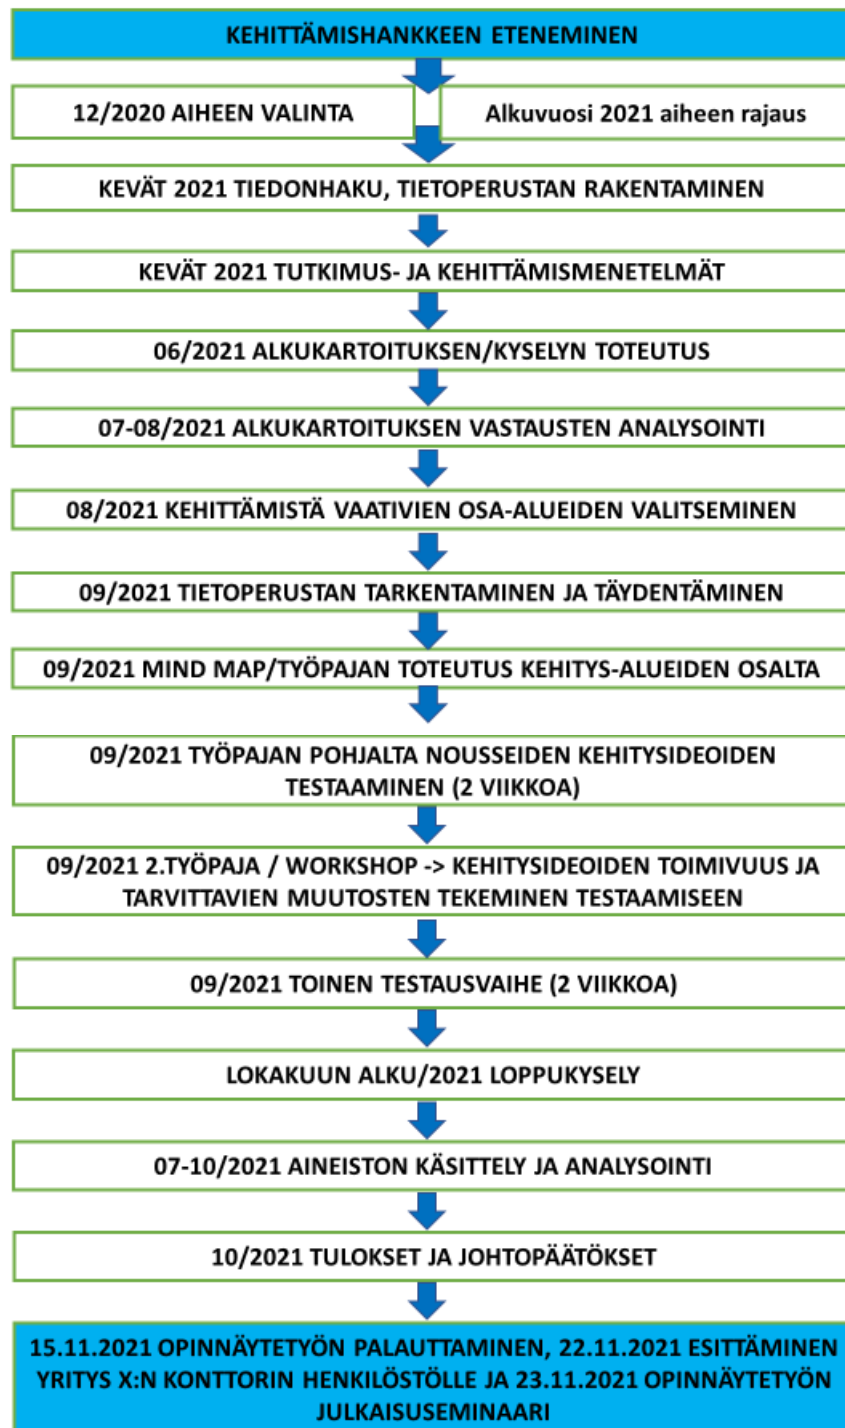 KEHITTÄMISHANKKEEN ETENEMINEN
12/2020 AIHEEN VALINTA
Alkuvuosi 2021 aiheen rajaus
KEVÄT 2021 TIEDONHAKU, TIETOPERUSTAN RAKENTAMINEN
KEVÄT 2021 TUTKIMUS- JA KEHITTÄMISMENETELMÄT
06/2021 ALKUKARTOITUKSEN/KYSELYN TOTEUTUS
07-08/2021 ALKUKARTOITUKSEN VASTAUSTEN ANALYSOINTI
08/2021 KEHITTÄMISTÄ VAATIVIEN OSA-ALUEIDEN VALITSEMINEN
09/2021 TIETOPERUSTAN TARKENTAMINEN JA TÄYDENTÄMINEN
09/2021 MIND MAP/TYÖPAJAN TOTEUTUS KEHITYS-ALUEIDEN OSALTA
09/2021 TYÖPAJAN POHJALTA NOUSSEIDEN KEHITYSIDEOIDEN
TESTAAMINEN (2 VIIKKOA)
09/2021 2.TYÖPAJA / WORKSHOP -> KEHITYSIDEOIDEN TOIMIVUUS JA
TARVITTAVIEN MUUTOSTEN TEKEMINEN TESTAAMISEEN
09/2021 TOINEN TESTAUSVAIHE (2 VIIKKOA)
LOKAKUUN ALKU/2021 LOPPUKYSELY
07-10/2021 AINEISTON KÄSITTELY JA ANALYSOINTI
10/2021 TULOKSET JA JOHTOPÄÄTÖKSET
15.11.2021 OPINNÄYTETYÖN PALAUTTAMINEN, 22.11.2021 ESITTÄMINEN
YRITYS X:N KONTTORIN HENKILÖSTÖLLE JA 23.11.2021 OPINNÄYTETYÖN
JULKAISUSEMINAARI